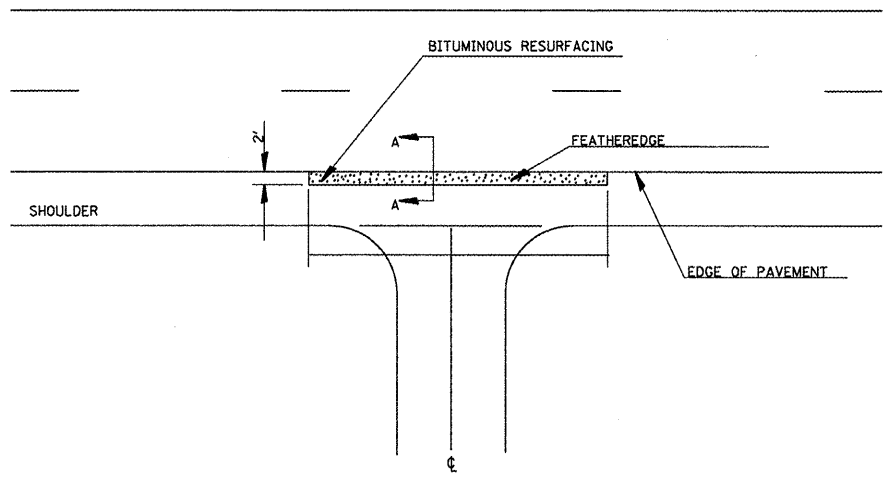 BITUMINOUS RESURFACING
2'
A
FEATHEREDGE
A
SHOULDER
EDGE OF PAVEMENT
℄